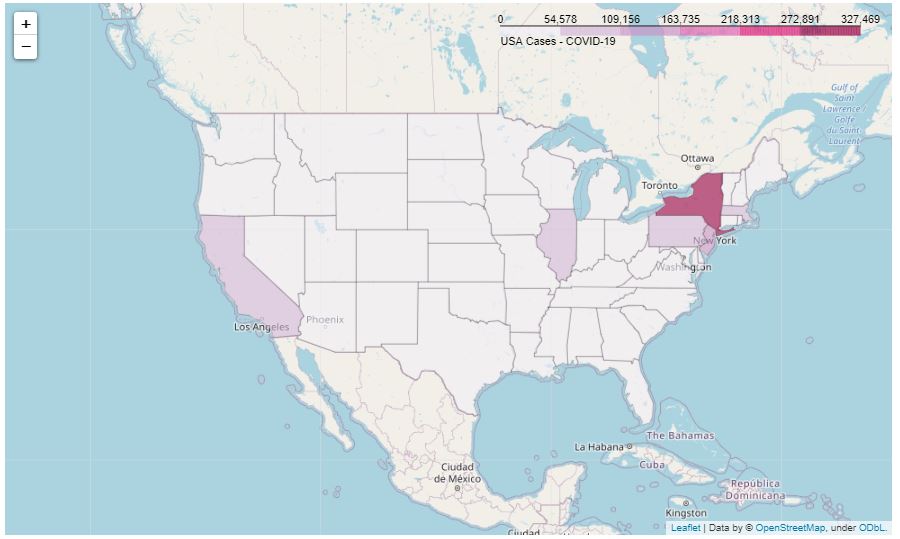 +
−
0 54,578 109,156 163,735 218,313 272,891 327,469
USA Cases - COVID-19
Gulf of
Saint
Lawrence /
Golfe
du Saint-
Laurent
Ottawa
Toronto
New York
Washington
Los Angeles
Phoenix
The Bahamas
La Habana
Cuba
Ciudad
de México
República
Dominicana
Kingston
Ciudad
Leaflet | Data by © OpenStreetMap, under ODbL.